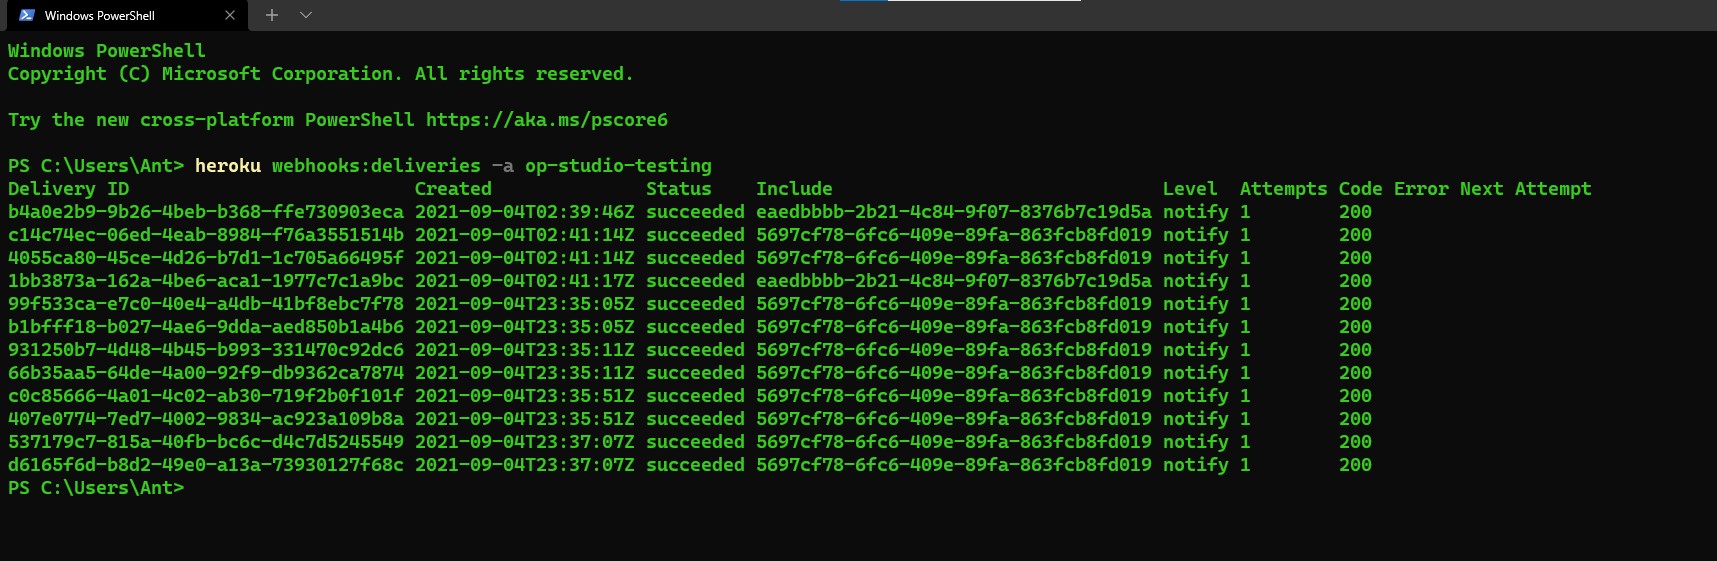 Windows PowerShell
Windows PowerShell
Copyright (C) Microsoft Corporation. All rights reserved.
Try the new cross-platform PowerShell https://aka.ms/pscore6
PS C:\Users\Ant> heroku webhooks:deliveries -a op-studio-testing
Delivery ID Created Status Include Level Attempts Code Error Next Attempt
b4a0e2b9-9b26-4beb-b368-ffe730903eca 2021-09-04T02:39:46Z succeeded eaedbbbb-2b21-4c84-9f07-8376b7c19d5a notify 1 200
c14c74ec-06ed-4eab-8984-f76a3551514b 2021-09-04T02:41:14Z succeeded 5697cf78-6fc6-409e-89fa-863fcb8fd019 notify 1 200
4055ca80-45ce-4d26-b7d1-1c705a66495f 2021-09-04T02:41:14Z succeeded 5697cf78-6fc6-409e-89fa-863fcb8fd019 notify 1 200
1bb3873a-162a-4be6-aca1-1977c7c1a9bc 2021-09-04T02:41:17Z succeeded eaedbbbb-2b21-4c84-9f07-8376b7c19d5a notify 1 200
99f533ca-e7c0-40e4-a4db-41bf8ebc7f78 2021-09-04T23:35:05Z succeeded 5697cf78-6fc6-409e-89fa-863fcb8fd019 notify 1 200
b1bfff18-b027-4ae6-9dda-aed850b1a4b6 2021-09-04T23:35:05Z succeeded 5697cf78-6fc6-409e-89fa-863fcb8fd019 notify 1 200
931250b7-4d48-4b45-b993-331470c92dc6 2021-09-04T23:35:11Z succeeded 5697cf78-6fc6-409e-89fa-863fcb8fd019 notify 1 200
66b35aa5-64de-4a00-92f9-db9362ca7874 2021-09-04T23:35:11Z succeeded 5697cf78-6fc6-409e-89fa-863fcb8fd019 notify 1 200
c0c85666-4a01-4c02-ab30-719f2b0f101f 2021-09-04T23:35:51Z succeeded 5697cf78-6fc6-409e-89fa-863fcb8fd019 notify 1 200
407e0774-7ed7-4002-9834-ac923a109b8a 2021-09-04T23:35:51Z succeeded 5697cf78-6fc6-409e-89fa-863fcb8fd019 notify 1 200
537179c7-815a-40fb-bc6c-d4c7d5245549 2021-09-04T23:37:07Z succeeded 5697cf78-6fc6-409e-89fa-863fcb8fd019 notify 1 200
d6165f6d-b8d2-49e0-a13a-73930127f68c 2021-09-04T23:37:07Z succeeded 5697cf78-6fc6-409e-89fa-863fcb8fd019 notify 1 200
PS C:\Users\Ant>